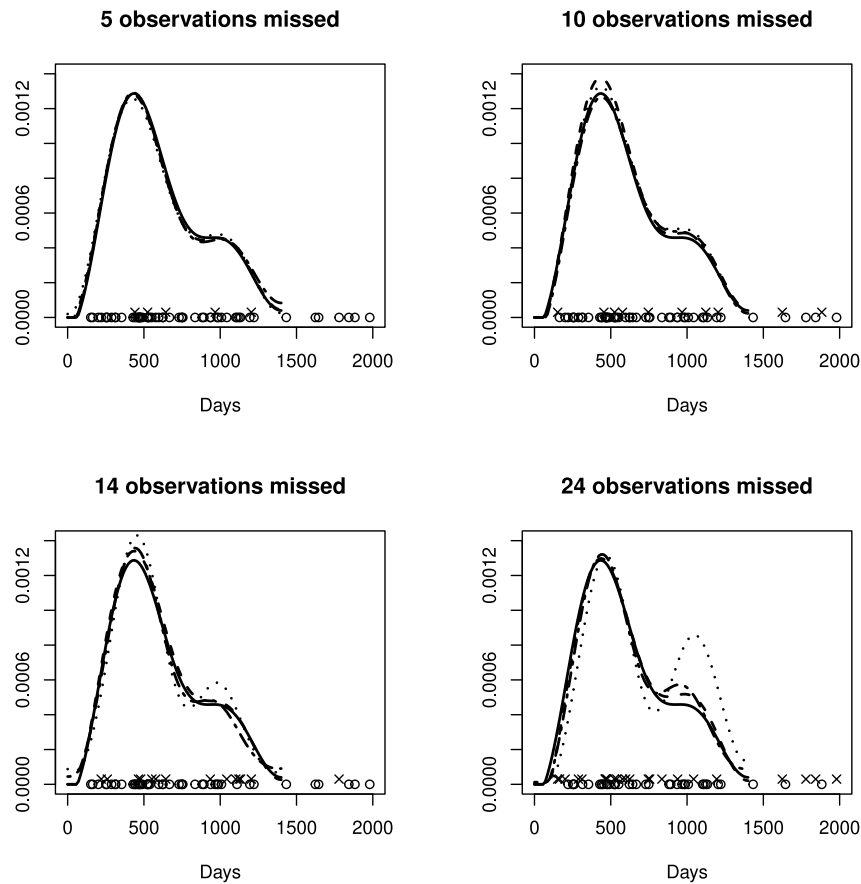 5 observations missed
0.0000 0.0006 0.0012
0 500 1000 1500 2000
Days
10 observations missed
0.0000 0.0006 0.0012
0 500 1000 1500 2000
Days
14 observations missed
0.0000 0.0006 0.0012
0 500 1000 1500 2000
Days
24 observations missed
0.0000 0.0006 0.0012
0 500 1000 1500 2000
Days